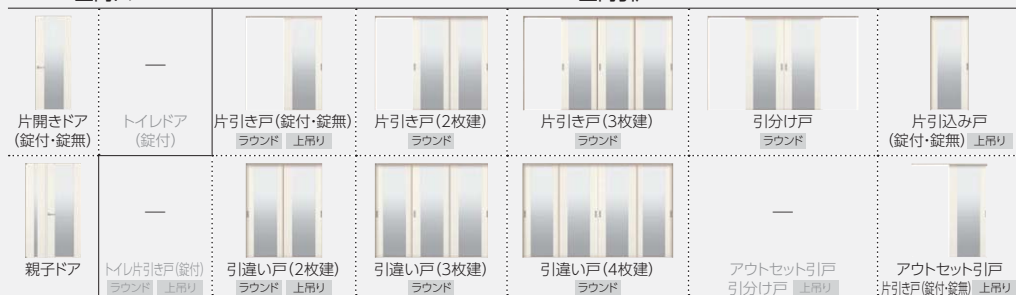 片開きドア
(錠付・錠無)
—
トイレドア
(錠付)
片引き戸(錠付・錠無)
ラウンド 上吊り
片引き戸(2枚建)
ラウンド
片引き戸(3枚建)
ラウンド
引分け戸
ラウンド
片引込み戸
(錠付・錠無) 上吊り
親子ドア
—
トイレ片引き戸(錠付)
ラウンド 上吊り
引違い戸(2枚建)
ラウンド 上吊り
引違い戸(3枚建)
ラウンド
引違い戸(4枚建)
ラウンド
—
アウトセット引戸
引分け戸 上吊り
アウトセット引戸
片引き戸(錠付・錠無) 上吊り